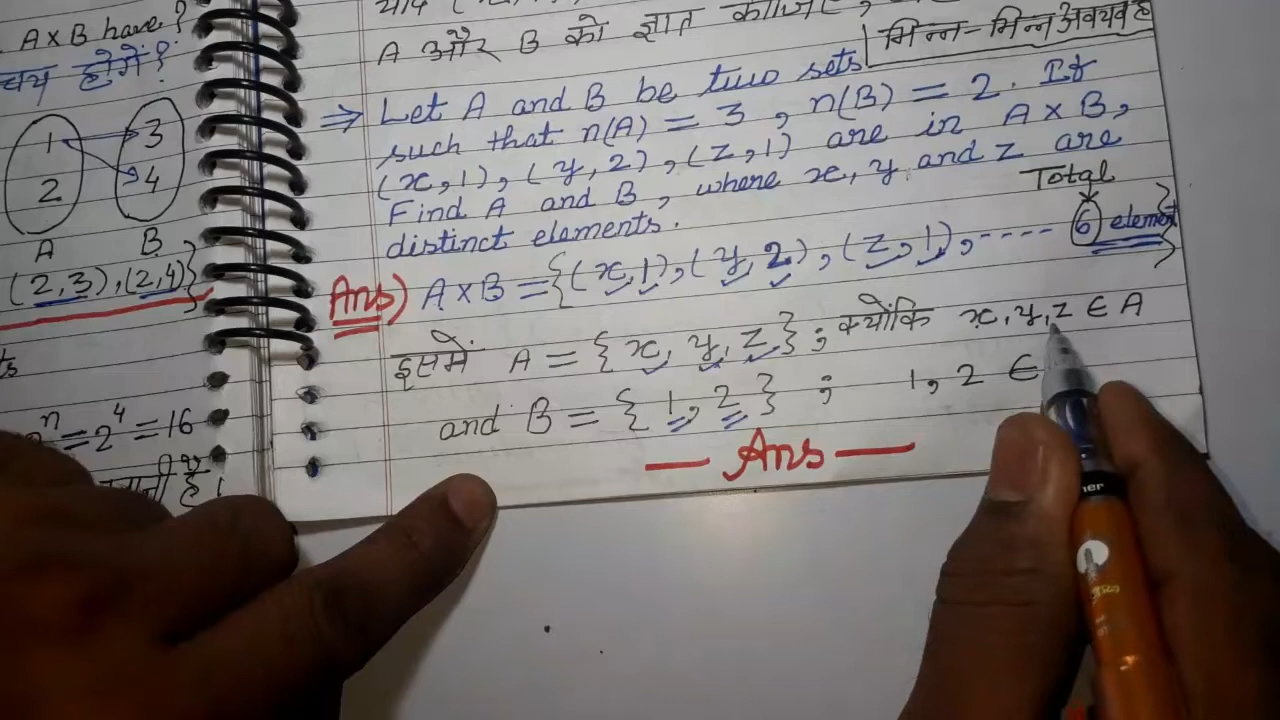 A×B have?
होंगे?
1
2
3
4
A
B
(2,3),(2,4)}
ts
n=2⁴=16
A और B को ज्ञात
भिन्न-भिन्न अवयव है
⇒ Let A and B be two sets
such that n(A) = 3, n(B) = 2. If
(x,1), (y,2), (z,1) are in A×B,
Find A and B, where x, y and z are
distinct elements.
Total
Ans) A×B = {(x,1),(y,2),(z,1),---- 6 element}
इसमें A = {x, y, z} ; क्योंकि x,y,z ∈ A
and B = {1,2} ; 1,2 ∈
— Ans —